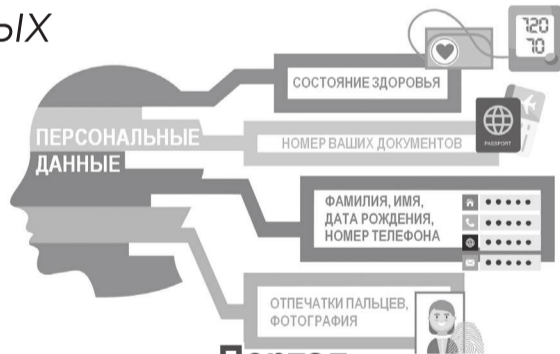 ЫХ
120
70
СОСТОЯНИЕ ЗДОРОВЬЯ
ПЕРСОНАЛЬНЫЕ
ДАННЫЕ
НОМЕР ВАШИХ ДОКУМЕНТОВ
PASSPORT
ФАМИЛИЯ, ИМЯ,
ДАТА РОЖДЕНИЯ,
НОМЕР ТЕЛЕФОНА
ОТПЕЧАТКИ ПАЛЬЦЕВ,
ФОТОГРАФИЯ